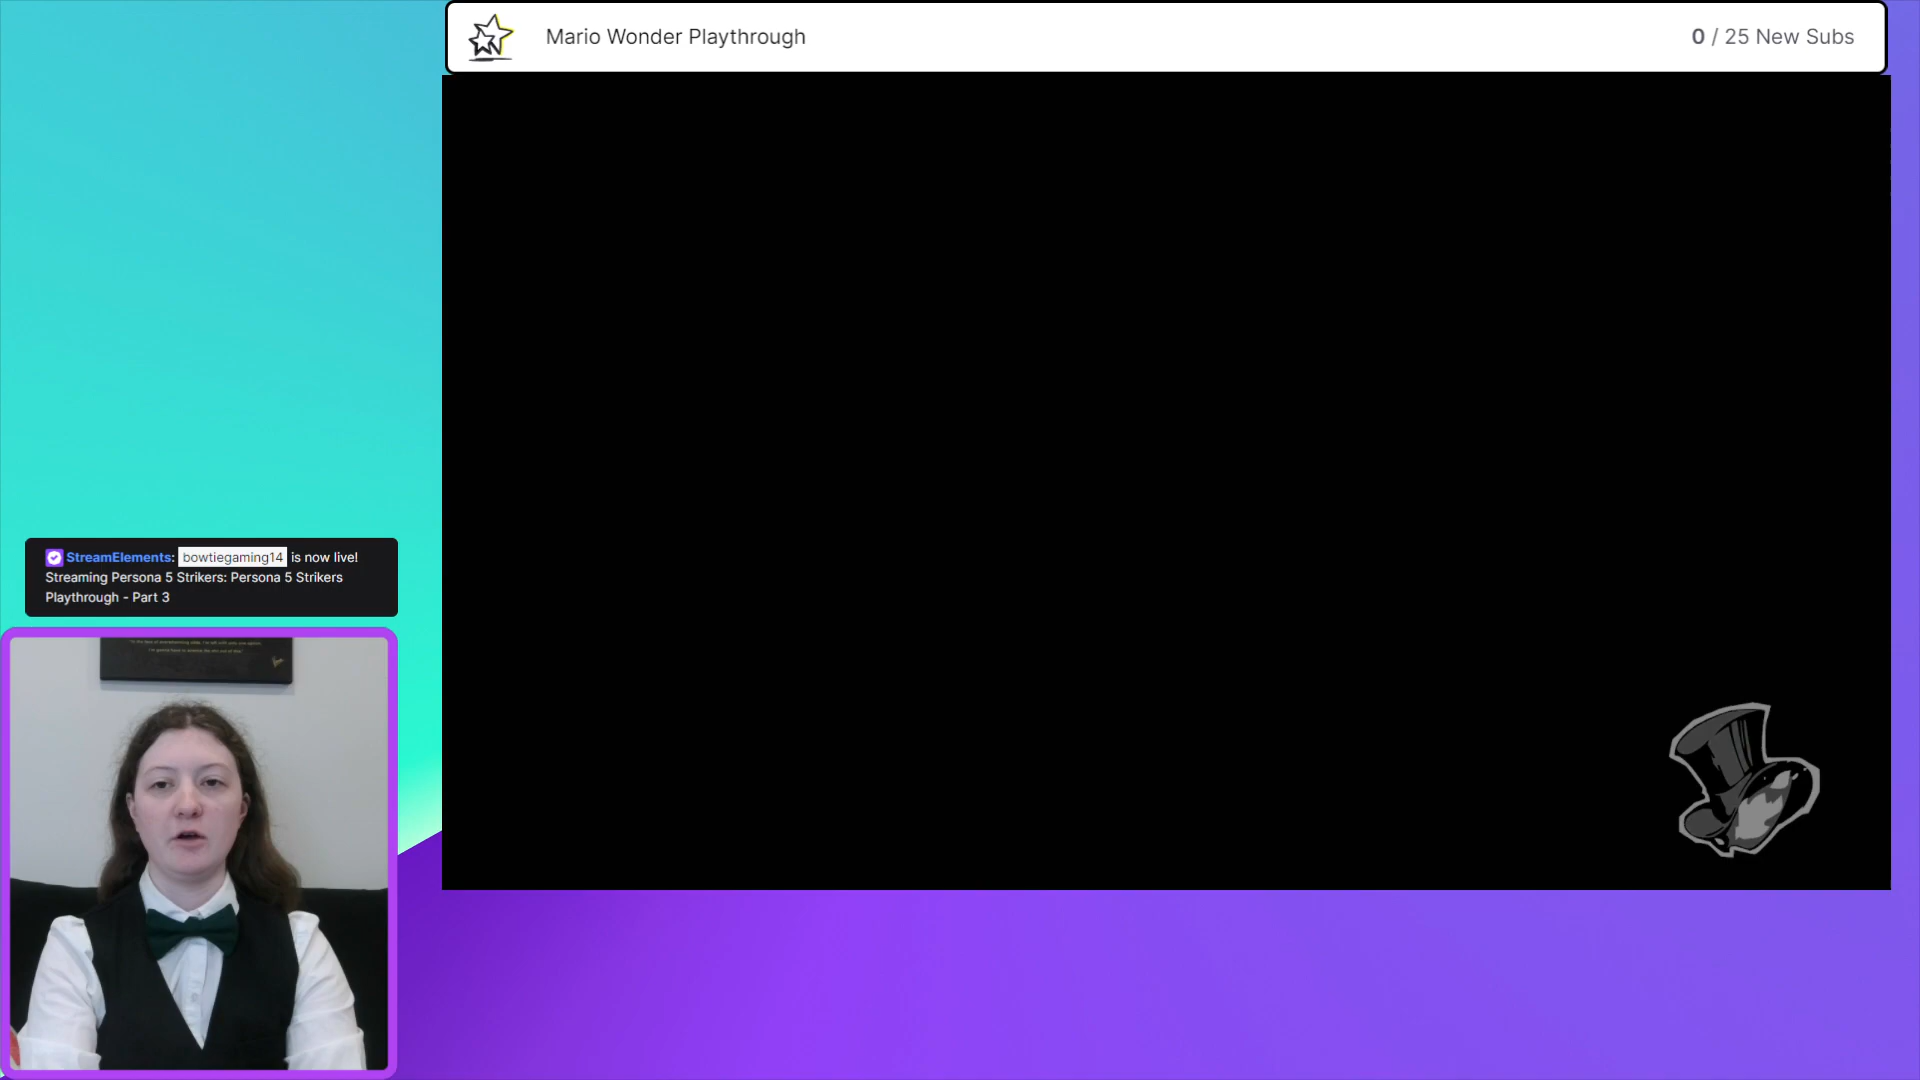 Mario Wonder Playthrough
0 / 25 New Subs
StreamElements: bowtiegaming14 is now live!
Streaming Persona 5 Strikers: Persona 5 Strikers
Playthrough - Part 3